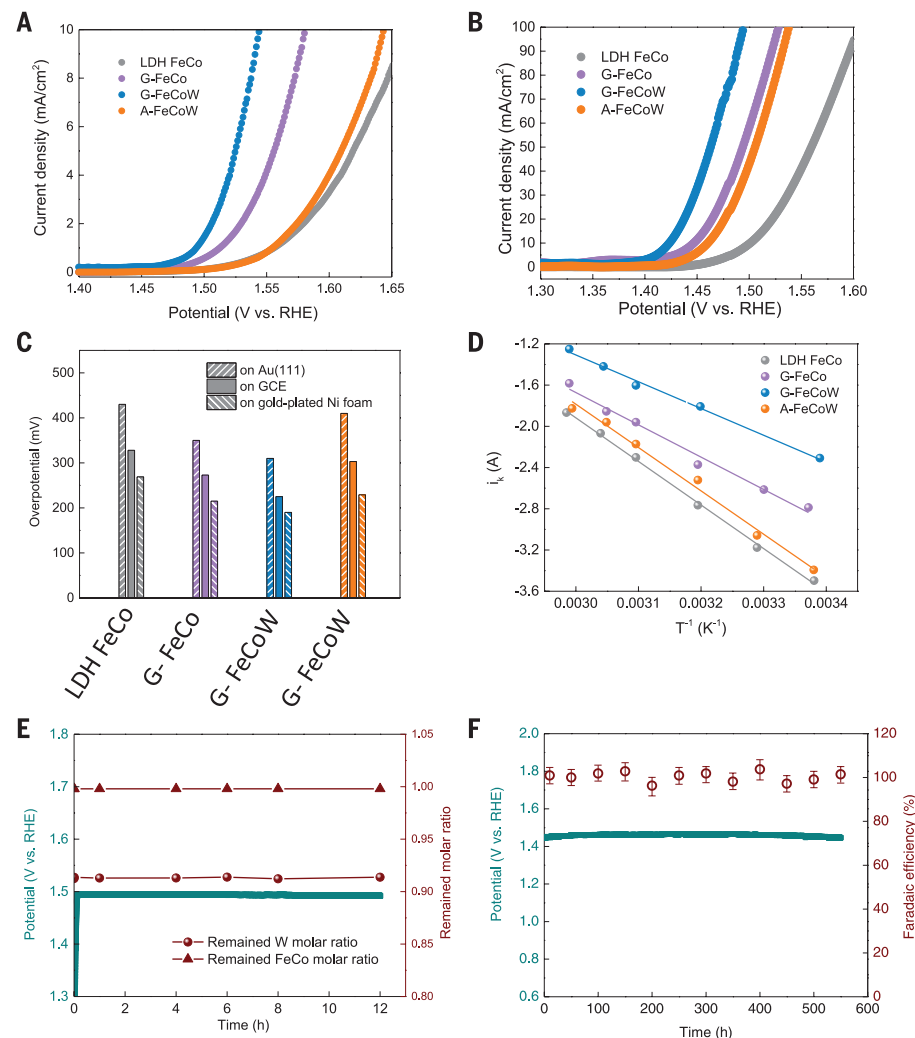 A
10
8
6
4
2
0
Current density (mA/cm²)
LDH FeCo
G-FeCo
G-FeCoW
A-FeCoW
1.40 1.45 1.50 1.55 1.60 1.65
Potential (V vs. RHE)
B
100
90
80
70
60
50
40
30
20
10
0
Current density (mA/cm²)
LDH FeCo
G-FeCo
G-FeCoW
A-FeCoW
1.30 1.35 1.40 1.45 1.50 1.55 1.60
Potential (V vs. RHE)
C
500
400
300
200
100
0
Overpotential (mV)
on Au(111)
on GCE
on gold-plated Ni foam
LDH FeCo
G- FeCo
G- FeCoW
G- FeCoW
D
-1.2
-1.6
-2.0
-2.4
-2.8
-3.2
-3.6
i_k (A)
LDH FeCo
G-FeCo
G-FeCoW
A-FeCoW
0.0030 0.0031 0.0032 0.0033 0.0034
T⁻¹ (K⁻¹)
E
1.8
1.7
1.6
1.5
1.4
1.3
Potential (V vs. RHE)
Remained W molar ratio
Remained FeCo molar ratio
1.05
1.00
0.95
0.90
0.85
0.80
Remained molar ratio
0 2 4 6 8 10 12
Time (h)
F
2.0
1.8
1.6
1.4
1.2
1.0
0.8
0.6
Potential (V vs. RHE)
120
100
80
60
40
20
0
Faradaic efficiency (%)
0 100 200 300 400 500 600
Time (h)